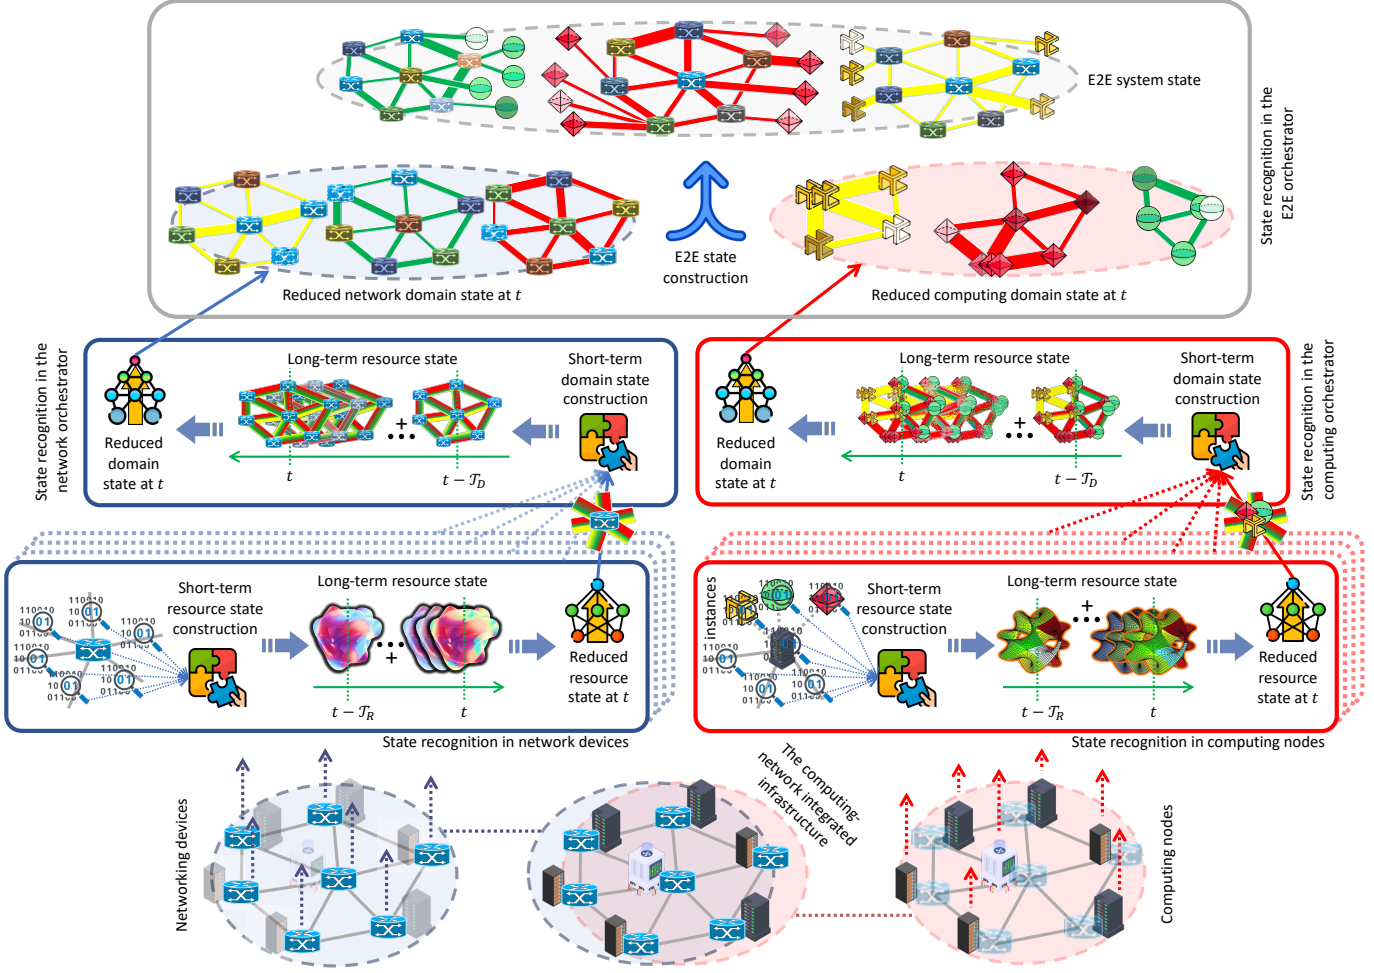 E2E system state
State recognition in the
E2E orchestrator
E2E state
construction
Reduced network domain state at t
Reduced computing domain state at t
State recognition in the
network orchestrator
Long-term resource state
Short-term
domain state
construction
Reduced
domain
state at t
+
t
t − 𝒯_D
Long-term resource state
Short-term
domain state
construction
Reduced
domain
state at t
+
t
t − 𝒯_D
State recognition in the
computing orchestrator
Short-term
resource state
construction
Long-term resource state
+
t − 𝒯_R
t
Reduced
resource
state at t
State recognition in network devices
instances
Short-term
resource state
construction
Long-term resource state
+
t − 𝒯_R
t
Reduced
resource
state at t
State recognition in computing nodes
Networking devices
The computing-
network integrated
infrastructure
Computing nodes